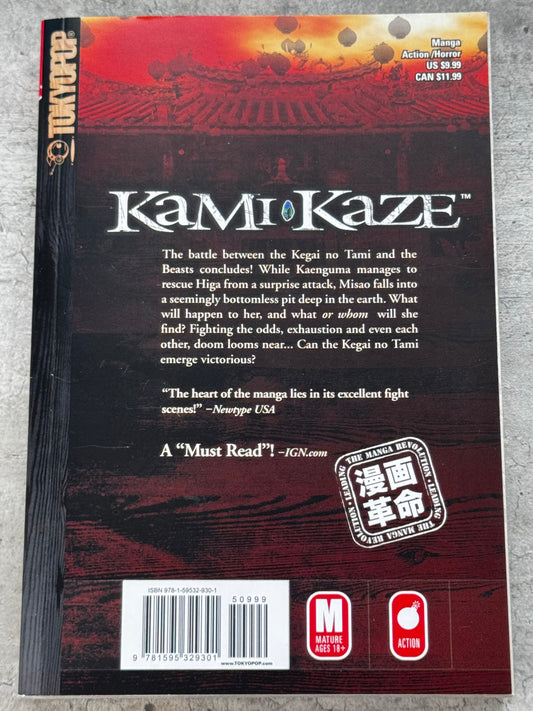 TOKYOPOP
Manga
Action /Horror
US $9.99
CAN $11.99
KAMI KAZE™
The battle between the Kegai no Tami and the
Beasts concludes! While Kaenguma manages to
rescue Higa from a surprise attack, Misao falls into
a seemingly bottomless pit deep in the earth. What
will happen to her, and what or whom will she
find? Fighting the odds, exhaustion and even each
other, doom looms near... Can the Kegai no Tami
emerge victorious?
“The heart of the manga lies in its excellent fight
scenes!” –Newtype USA
A “Must Read”! –IGN.com
LEADING THE MANGA REVOLUTION · LEADING THE MANGA REVOLUTION ·
漫画
革命
ISBN 978-1-59532-930-1
50999
9 781595 329301
www.TOKYOPOP.com
M
MATURE
AGES 18+
ACTION